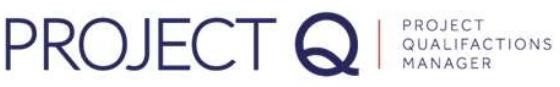 PROJECT Q
PROJECT
QUALIFACTIONS
MANAGER